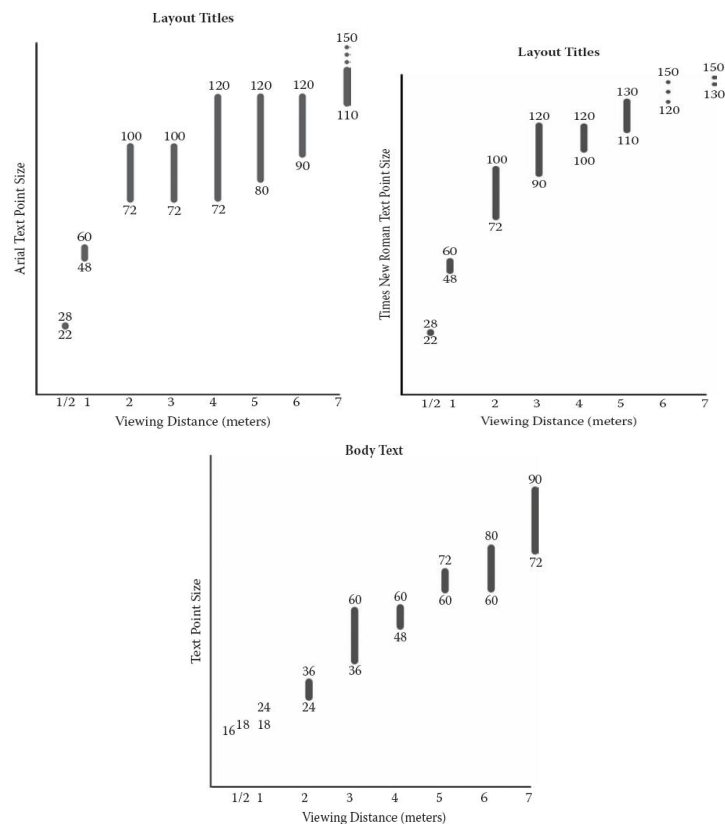 Layout Titles
150
120 120 120
110
100 100
90
80
72 72 72
60
48
28
22
Arial Text Point Size
1/2 1 2 3 4 5 6 7
Viewing Distance (meters)
Layout Titles
150 150
130 130
120 120 120
110
100 100
90
72
60
48
28
22
Times New Roman Text Point Size
1/2 1 2 3 4 5 6 7
Viewing Distance (meters)
Body Text
90
80
72 72
60 60 60 60
48
36 36
24 24
16 18 18
Text Point Size
1/2 1 2 3 4 5 6 7
Viewing Distance (meters)